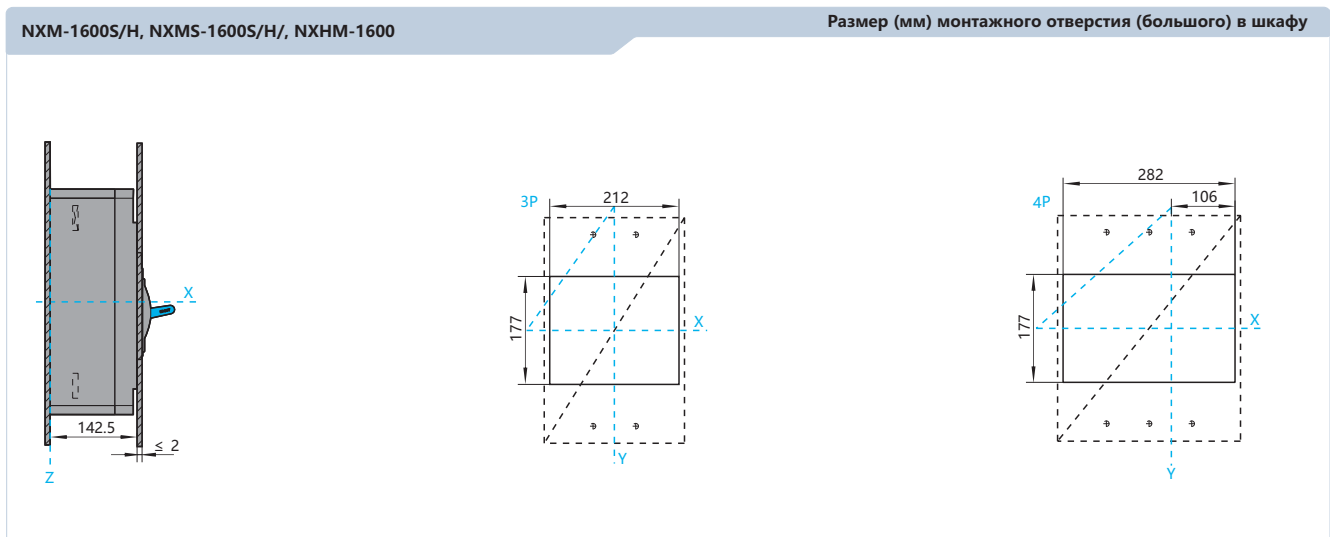 NXM-1600S/H, NXMS-1600S/H/, NXHM-1600
Размер (мм) монтажного отверстия (большого) в шкафу
X
142.5
≤ 2
Z
3P
212
177
X
Y
4P
282
106
177
X
Y